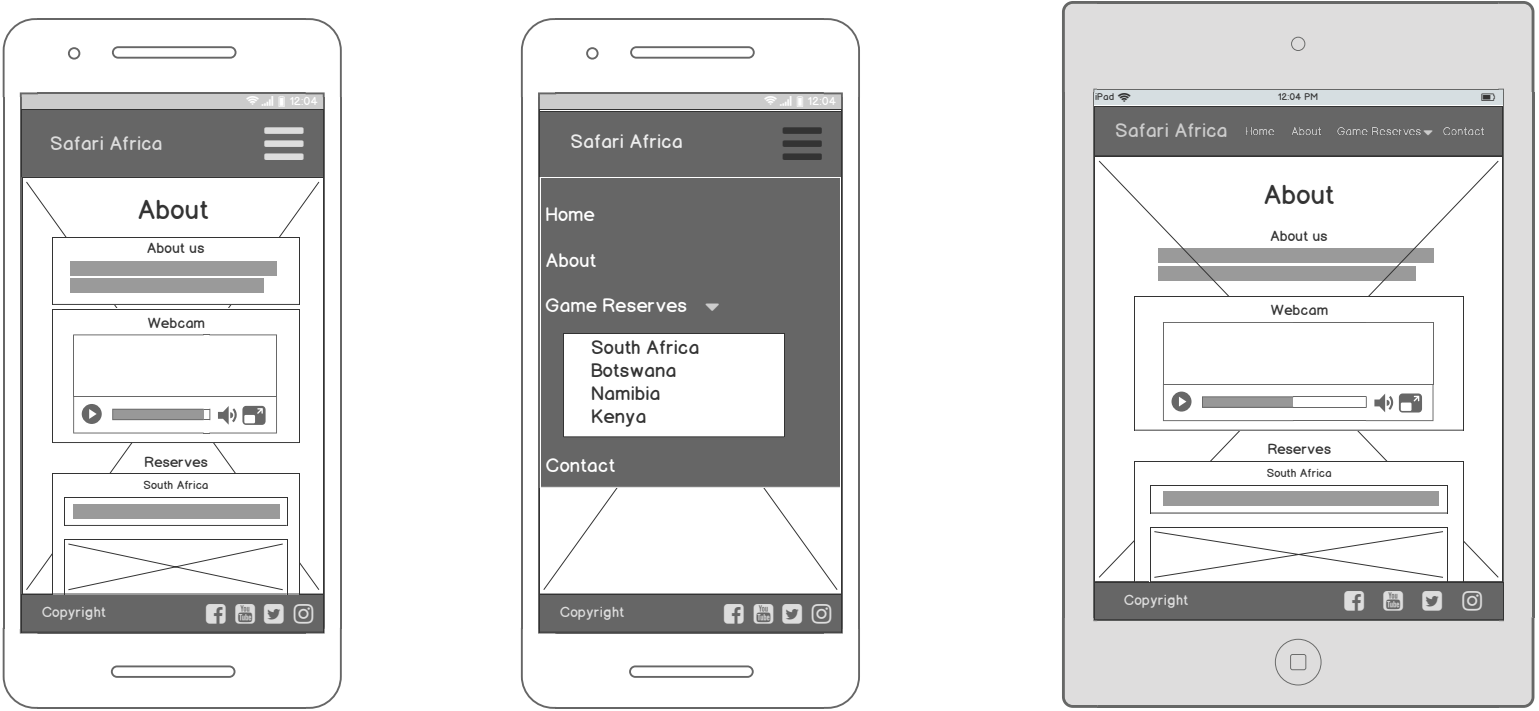 12:04
Safari Africa
About
About us
Webcam
Reserves
South Africa
Copyright
You
Tube
12:04
Safari Africa
Home
About
Game Reserves
South Africa
Botswana
Namibia
Kenya
Contact
Copyright
You
Tube
iPad 12:04 PM
Safari Africa Home About Game Reserves Contact
About
About us
Webcam
Reserves
South Africa
Copyright
You
Tube